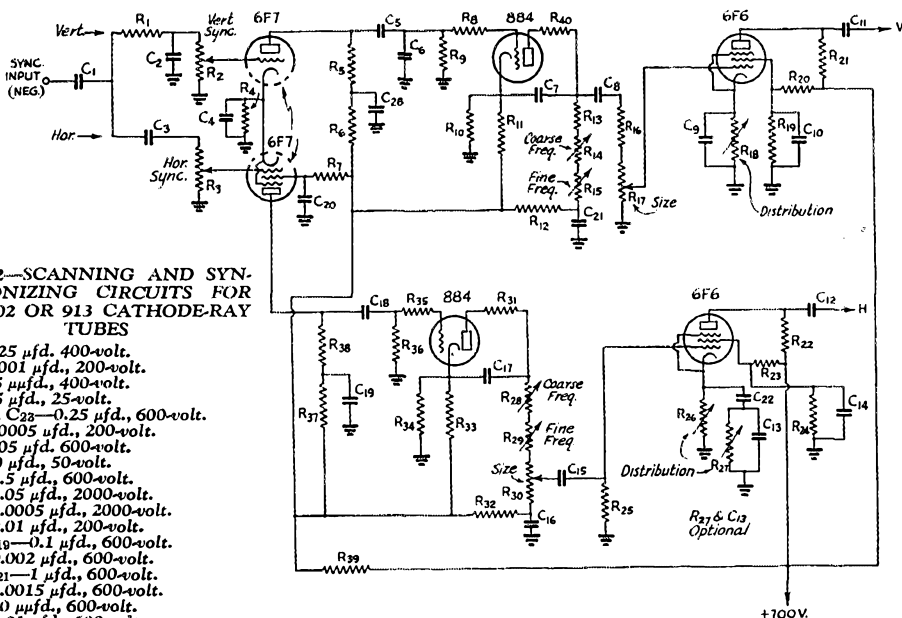 Vert.
R1
Vert
Sync.
6F7
C5
R8
884
R40
6F6
C11
V
SYNC.
INPUT
(NEG.)
C1
C2
R2
R4
R5
C6
R9
R21
R20
C7
C8
C4
C28
R10
R11
R13
R16
C9
R18
R19
C10
Hor.
C3
6F7
R6
Coarse
Freq.
R14
Hor.
Sync.
R3
R7
Fine
Freq.
R15
R17
Size
C20
R12
C21
Distribution
2—SCANNING AND SYN-
ONIZING CIRCUITS FOR
02 OR 913 CATHODE-RAY
TUBES
25 μfd. 400-volt.
001 μfd., 200-volt.
μμfd., 400-volt.
μfd., 25-volt.
C23—0.25 μfd., 600-volt.
0005 μfd., 200-volt.
05 μfd. 600-volt.
μfd., 50-volt.
.5 μfd., 600-volt.
.05 μfd., 2000-volt.
.0005 μfd., 2000-volt.
.01 μfd., 200-volt.
19—0.1 μfd., 600-volt.
.002 μfd., 600-volt.
21—1 μfd., 600-volt.
.0015 μfd., 600-volt.
0 μμfd., 600-volt.
C18
R35
884
R31
6F6
C12
H
R38
R36
C17
R22
R23
R28
Coarse
Freq.
C19
R37
R34
R33
R29
Fine
Freq
R26
C22
C13
R24
C14
Size
R30
C15
Distribution
R27
R32
C16
R25
R27 & C13
Optional
R39
+700V.